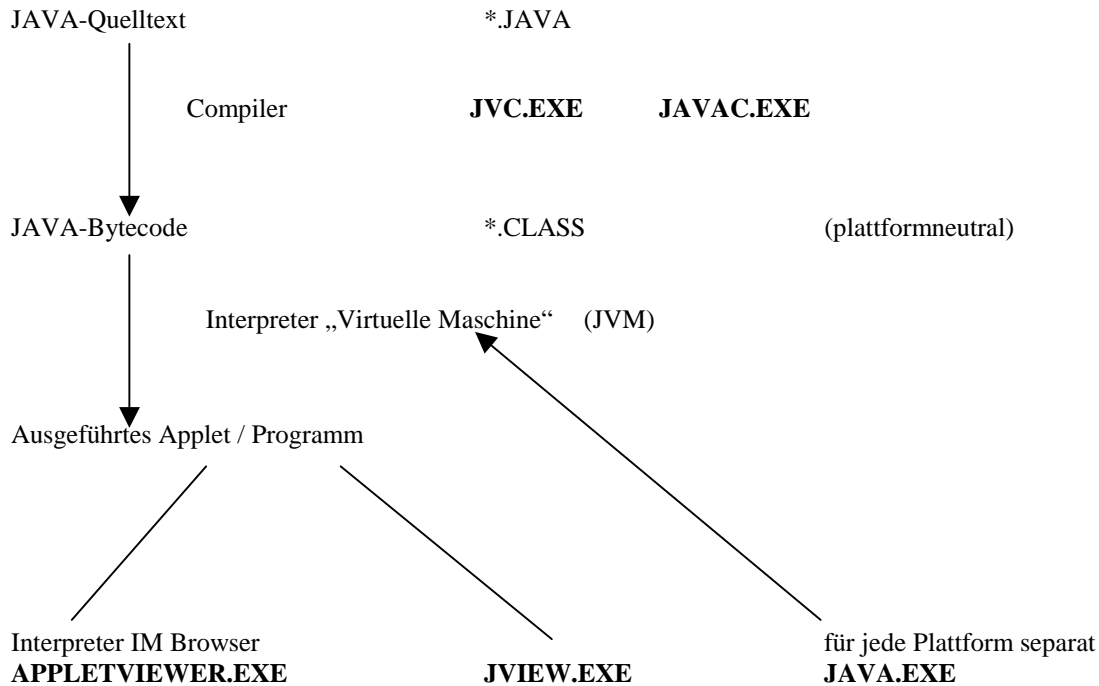 JAVA-Quelltext *.JAVA
Compiler JVC.EXE JAVAC.EXE
JAVA-Bytecode *.CLASS (plattformneutral)
Interpreter „Virtuelle Maschine“ (JVM)
Ausgeführtes Applet / Programm
Interpreter IM Browser für jede Plattform separat
APPLETVIEWER.EXE JVIEW.EXE JAVA.EXE